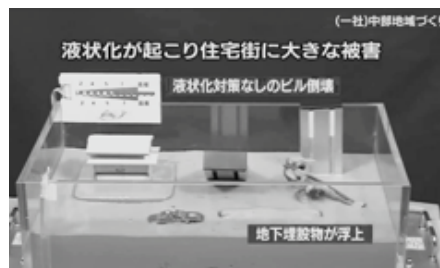 (一社)中部地域づくり
液状化が起こり住宅街に大きな被害
液状化対策なしのビル倒壊
地下埋設物が浮上